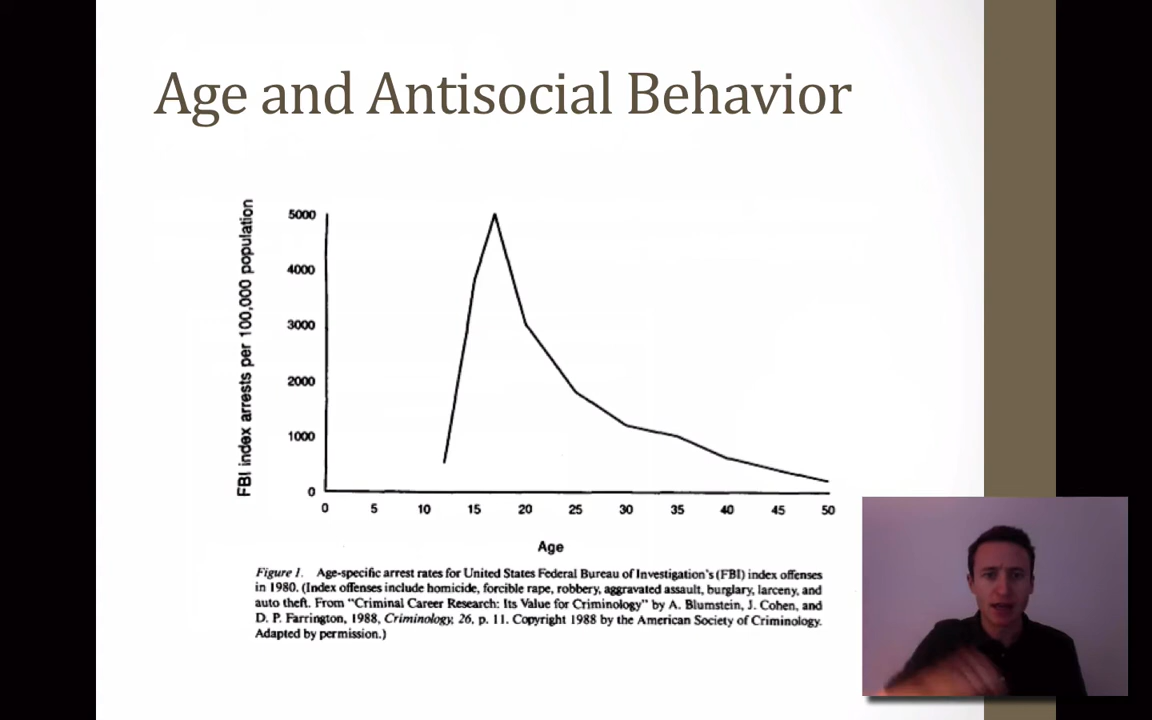 Age and Antisocial Behavior
FBI index arrests per 100,000 population
5000
4000
3000
2000
1000
0
0 5 10 15 20 25 30 35 40 45 50
Age
Figure 1. Age-specific arrest rates for United States Federal Bureau of Investigation's (FBI) index offenses
in 1980. (Index offenses include homicide, forcible rape, robbery, aggravated assault, burglary, larceny, and
auto theft. From "Criminal Career Research: Its Value for Criminology" by A. Blumstein, J. Cohen, and
D. P. Farrington, 1988, Criminology, 26, p. 11. Copyright 1988 by the American Society of Criminology.
Adapted by permission.)